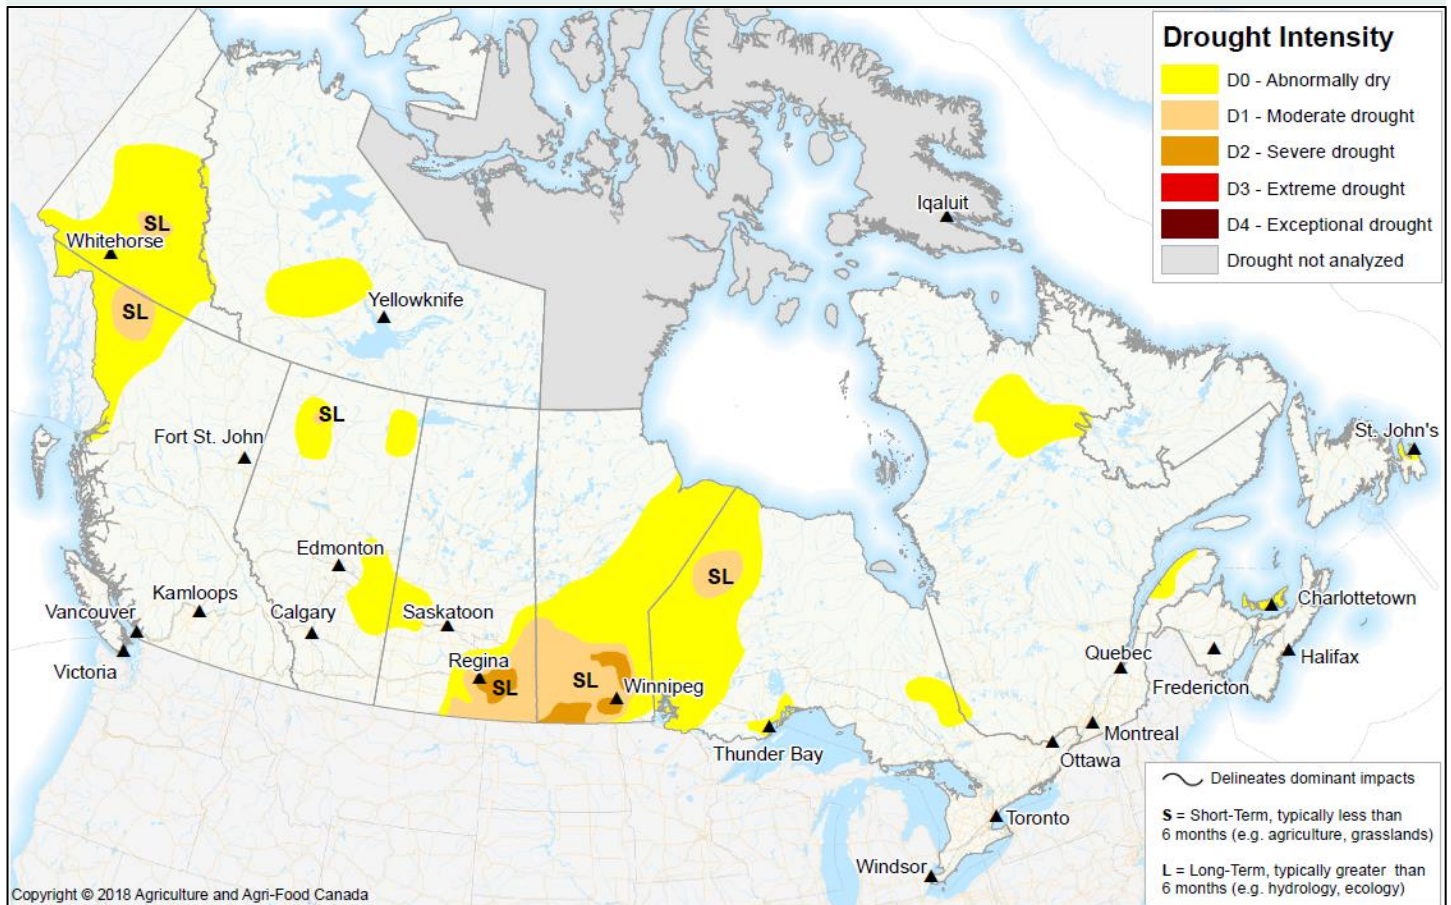 Drought Intensity
D0 - Abnormally dry
D1 - Moderate drought
D2 - Severe drought
D3 - Extreme drought
D4 - Exceptional drought
Drought not analyzed
Iqaluit
SL
Whitehorse
SL
Yellowknife
SL
Fort St. John
St. John's
Edmonton
SL
Kamloops
Vancouver
Calgary
Saskatoon
Charlottetown
Victoria
Regina
SL
SL
Winnipeg
Quebec
Halifax
Fredericton
Thunder Bay
Montreal
Ottawa
Toronto
Windsor
Delineates dominant impacts
S = Short-Term, typically less than
6 months (e.g. agriculture, grasslands)
L = Long-Term, typically greater than
6 months (e.g. hydrology, ecology)
Copyright © 2018 Agriculture and Agri-Food Canada